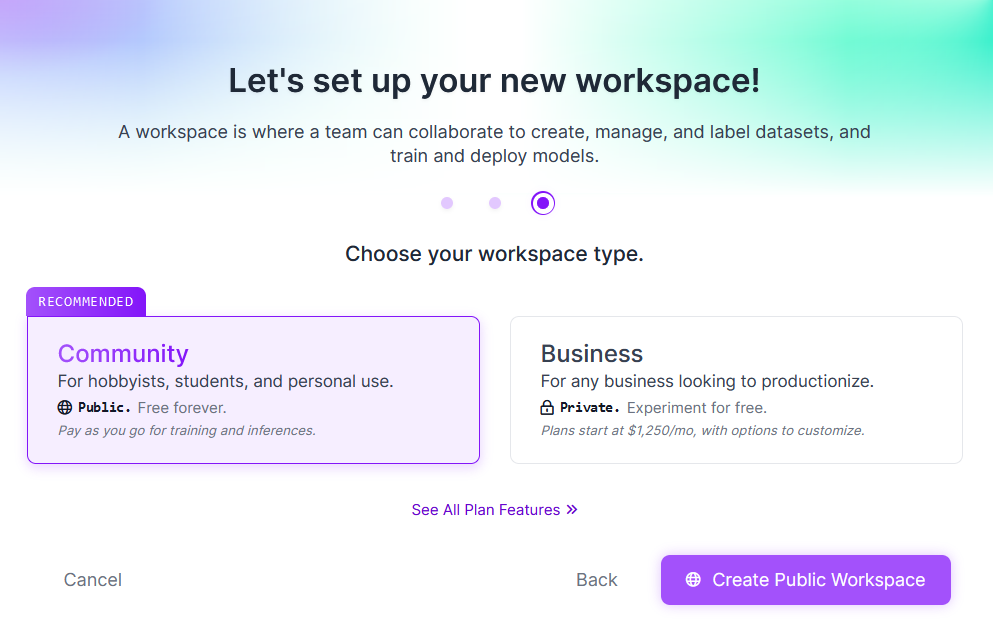 Let's set up your new workspace!
A workspace is where a team can collaborate to create, manage, and label datasets, and
train and deploy models.
Choose your workspace type.
RECOMMENDED
Community
For hobbyists, students, and personal use.
Public. Free forever.
Pay as you go for training and inferences.
Business
For any business looking to productionize.
Private. Experiment for free.
Plans start at $1,250/mo, with options to customize.
See All Plan Features »
Cancel
Back
Create Public Workspace